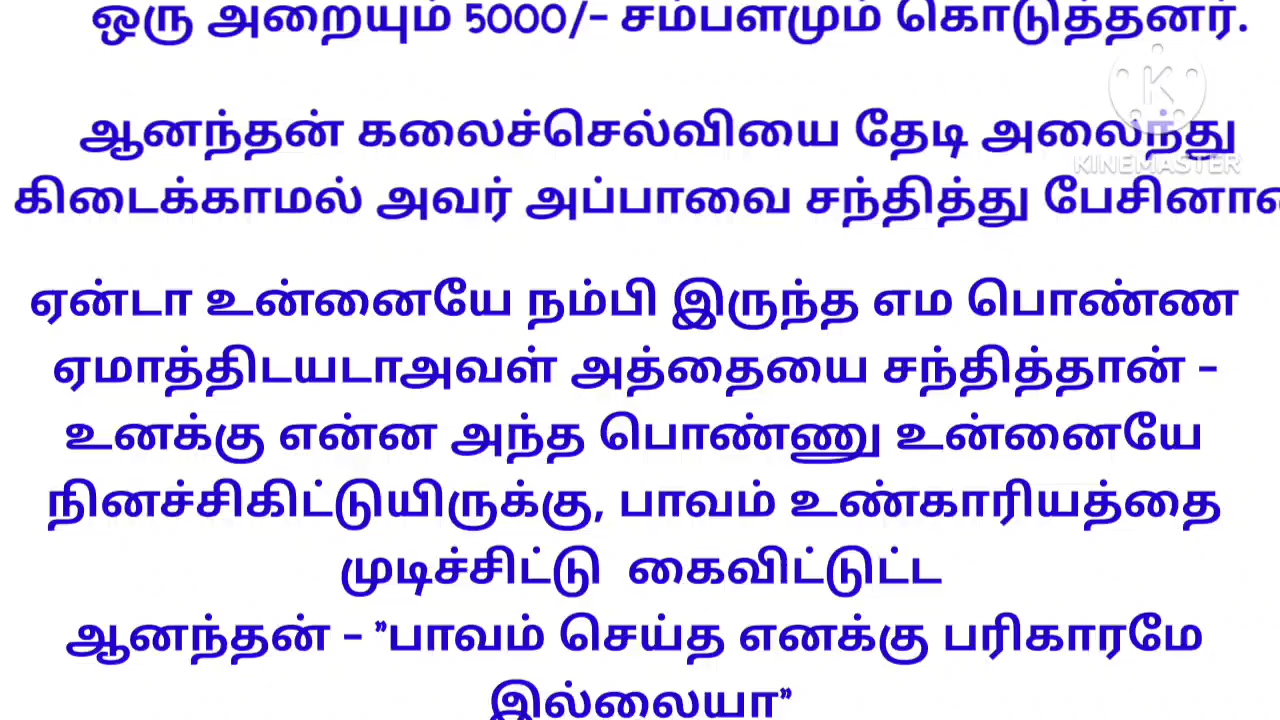 ஒரு அறையும் 5000/- சம்பளமும் கொடுத்தனர்.
ஆனந்தன் கலைச்செல்வியை தேடி அலைந்து
கிடைக்காமல் அவர் அப்பாவை சந்தித்து
ஏன்டா உன்னையே நம்பி இருந்த எம பொண்ண
ஏமாத்திடயடாஅவள் அத்தையை சந்தித்தான் -
உனக்கு என்ன அந்த பொண்ணு உன்னையே
நினச்சிகிட்டுயிருக்கு, பாவம் உண்காரியத்தை
முடிச்சிட்டு கைவிட்டுட்ட
ஆனந்தன் - "பாவம் செய்த எனக்கு பரிகாரமே
இல்லையா"
KINEMASTER